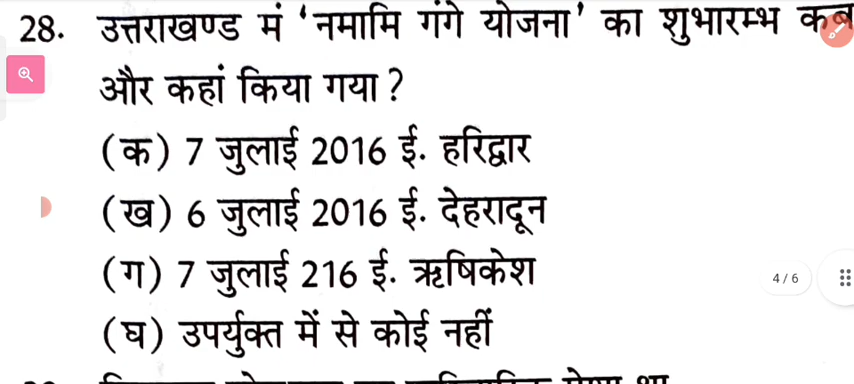 28. उत्तराखण्ड मं 'नमामि गंगे योजना' का शुभारम्भ कब
और कहां किया गया ?
(क) 7 जुलाई 2016 ई. हरिद्वार
(ख) 6 जुलाई 2016 ई. देहरादून
(ग) 7 जुलाई 216 ई. ऋषिकेश
4 / 6
(घ) उपर्युक्त में से कोई नहीं